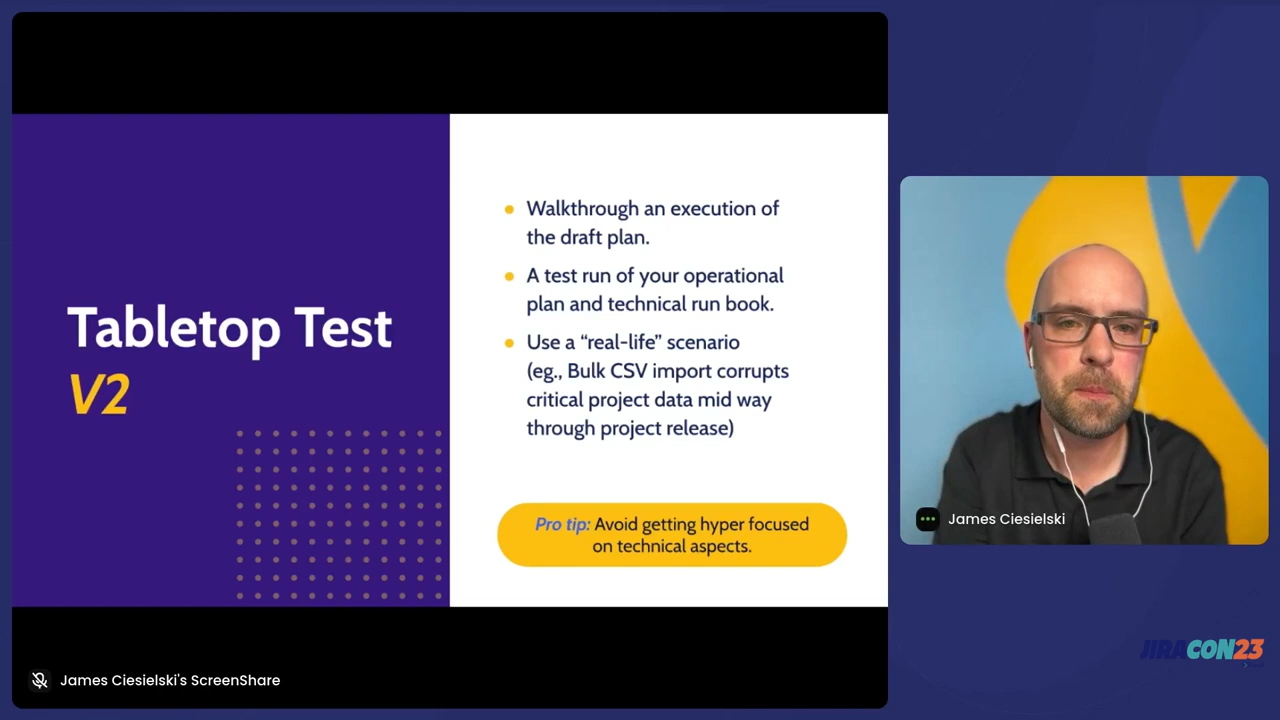 Tabletop Test
V2
Walkthrough an execution of
the draft plan.
A test run of your operational
plan and technical run book.
Use a “real-life” scenario
(eg., Bulk CSV import corrupts
critical project data mid way
through project release)
Pro tip: Avoid getting hyper focused
on technical aspects.
James Ciesielski's ScreenShare
James Ciesielski
JIRACON23